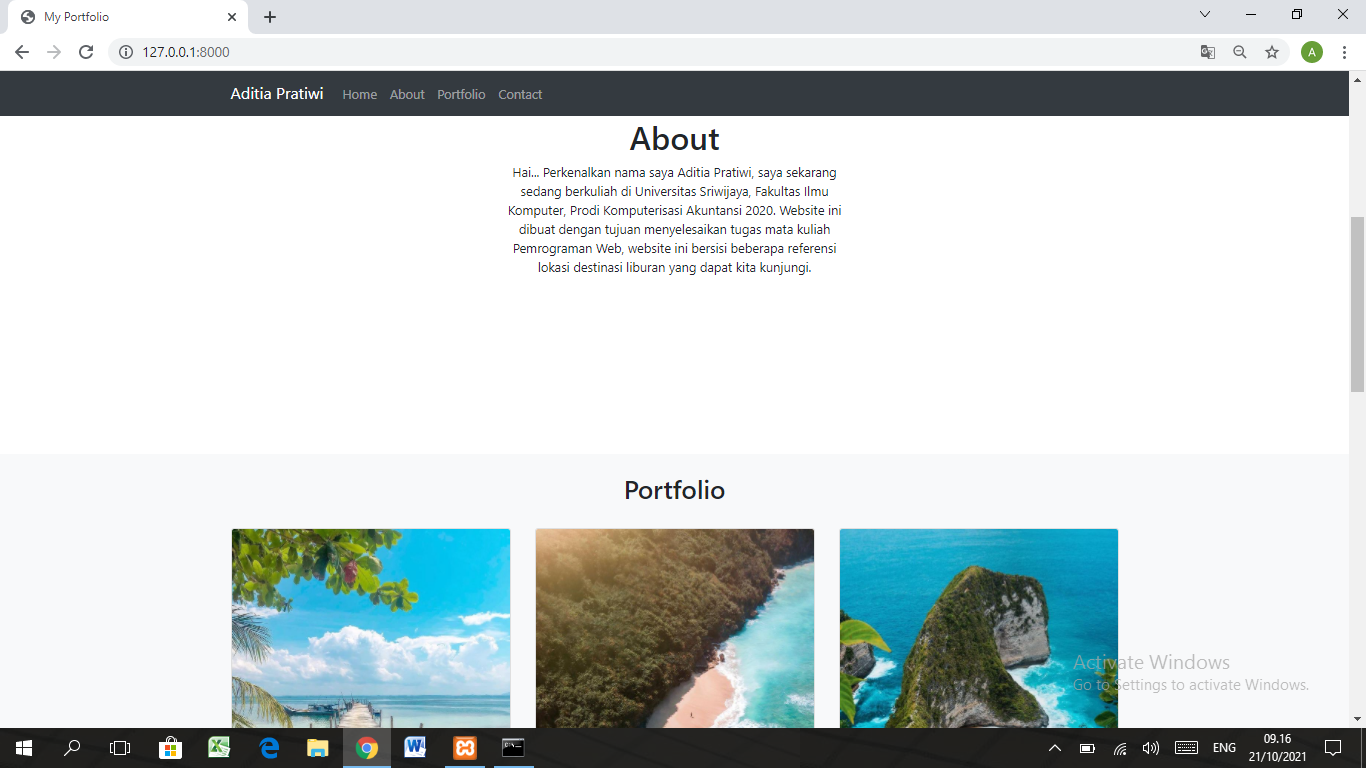 My Portfolio
127.0.0.1:8000
A
Aditia Pratiwi Home About Portfolio Contact
About
Hai... Perkenalkan nama saya Aditia Pratiwi, saya sekarang
sedang berkuliah di Universitas Sriwijaya, Fakultas Ilmu
Komputer, Prodi Komputerisasi Akuntansi 2020. Website ini
dibuat dengan tujuan menyelesaikan tugas mata kuliah
Pemrograman Web, website ini bersisi beberapa referensi
lokasi destinasi liburan yang dapat kita kunjungi.
Portfolio
Activate Windows
Go to Settings to activate Windows.
ENG
09.16
21/10/2021